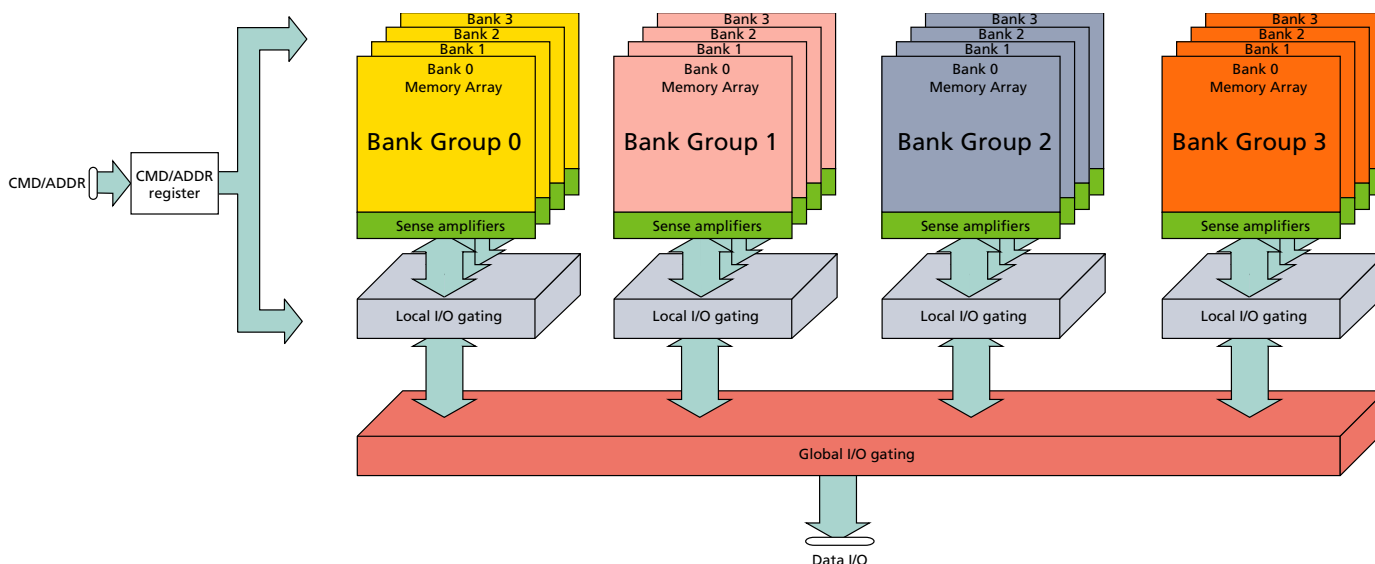 Bank 3
Bank 2
Bank 1
Bank 0
Memory Array
Bank Group 0
Sense amplifiers
Local I/O gating
Bank 3
Bank 2
Bank 1
Bank 0
Memory Array
Bank Group 1
Sense amplifiers
Local I/O gating
Bank 3
Bank 2
Bank 1
Bank 0
Memory Array
Bank Group 2
Sense amplifiers
Local I/O gating
Bank 3
Bank 2
Bank 1
Bank 0
Memory Array
Bank Group 3
Sense amplifiers
Local I/O gating
CMD/ADDR
CMD/ADDR
register
Global I/O gating
Data I/O